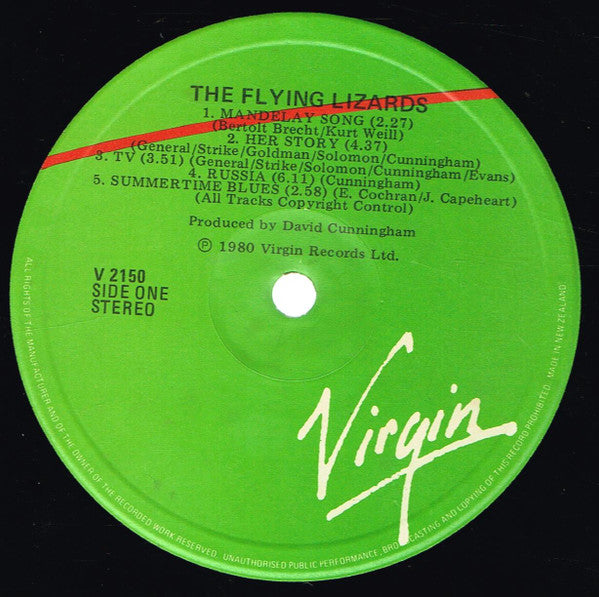 THE FLYING LIZARDS
1. MANDELAY SONG (2.27)
(Bertolt Brecht/Kurt Weill)
2. HER STORY (4.37)
(General/Strike/Goldman/Solomon/Cunningham)
3. TV (3.51) (General/Strike/Solomon/Cunningham/Evans)
4. RUSSIA (6.11) (Cunningham)
5. SUMMERTIME BLUES (2.58) (E. Cochran/J. Capeheart)
(All Tracks Copyright Control)
Produced by David Cunningham
℗ 1980 Virgin Records Ltd.
V 2150
SIDE ONE
STEREO
Virgin
ALL RIGHTS OF THE MANUFACTURER AND OF THE OWNER OF THE RECORDED WORK RESERVED. UNAUTHORISED PUBLIC PERFORMANCE, BROADCASTING AND COPYING OF THIS RECORD PROHIBITED. MADE IN NEW ZEALAND.